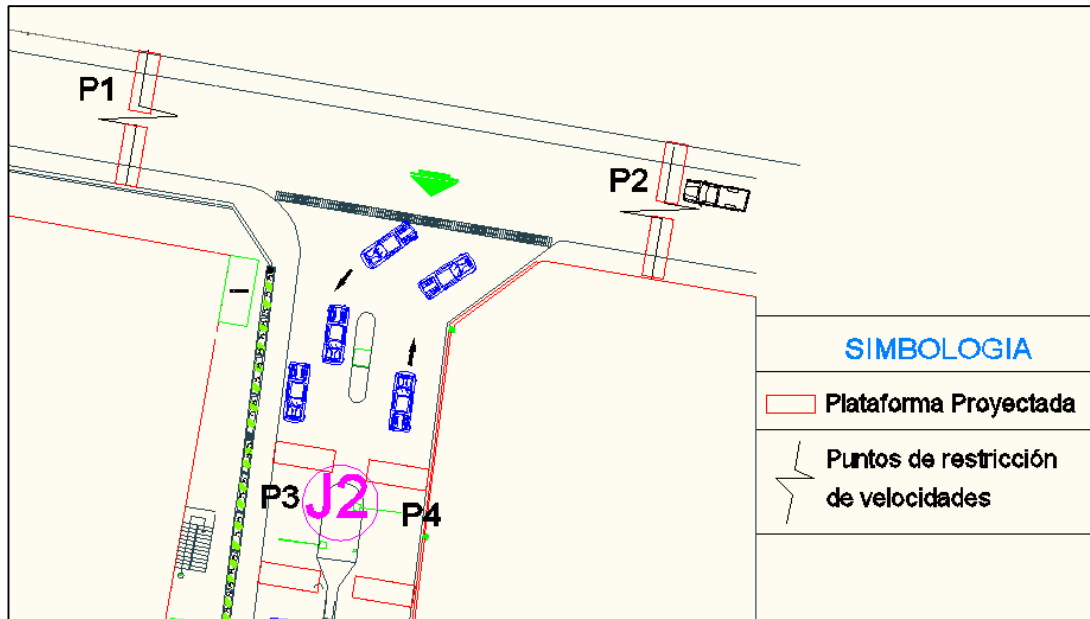 P1
P2
SIMBOLOGIA
Plataforma Proyectada
Puntos de restricción
de velocidades
P3
J2
P4